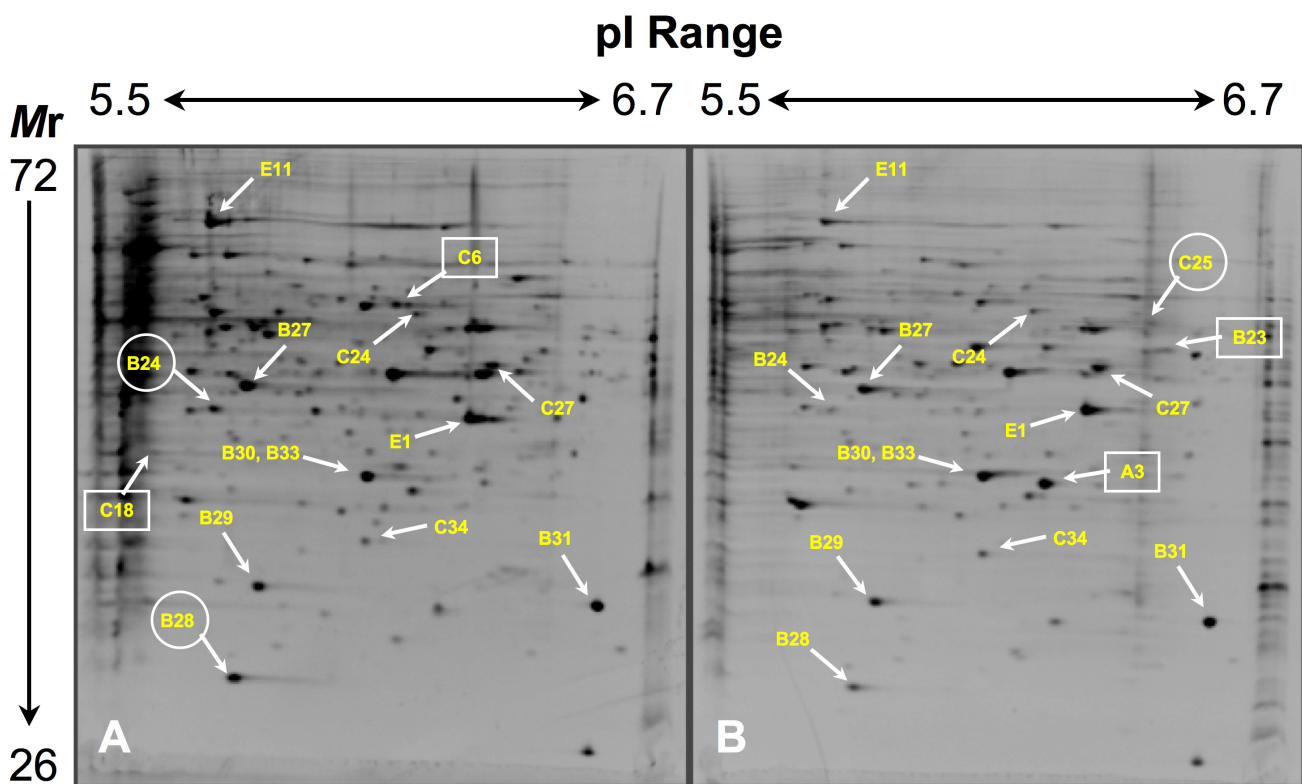 pI Range
5.5 6.7 5.5 6.7
Mr
72
E11 E11
C6 C25
B27 B27 B23
B24 C24 B24 C24
C27 C27
E1 E1
B30, B33 B30, B33 A3
C18 B29 C34 B31 B29 C34 B31
B28 B28
A B
26